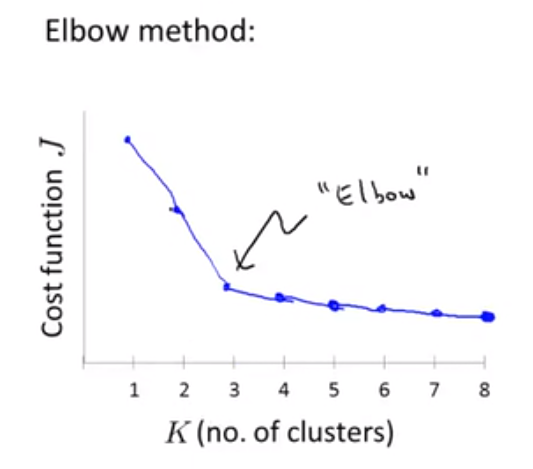 Elbow method:
"Elbow"
Cost function J
1 2 3 4 5 6 7 8
K (no. of clusters)